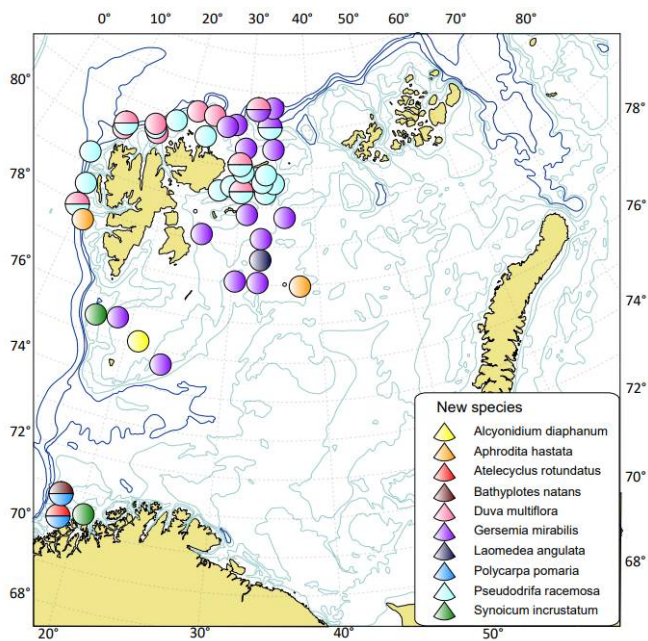 0° 10° 20° 30° 40° 50° 60° 70° 80°
80°
78°
78°
76°
76°
74°
74°
72°
72°
70°
70°
68°
68°
New species
Alcyonidium diaphanum
Aphrodita hastata
Atelecyclus rotundatus
Bathyplotes natans
Duva multiflora
Gersemia mirabilis
Laomedea angulata
Polycarpa pomaria
Pseudodrifa racemosa
Synoicum incrustatum
20° 30° 40° 50°